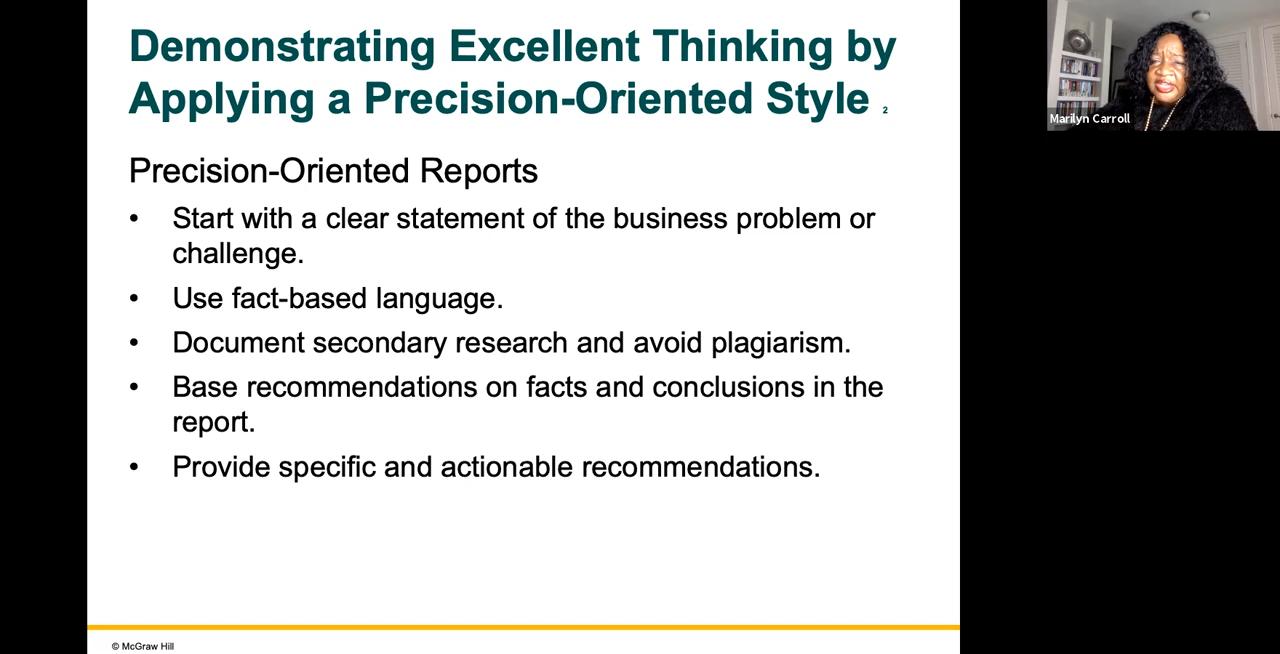 Demonstrating Excellent Thinking by
Applying a Precision-Oriented Style 2
Precision-Oriented Reports
• Start with a clear statement of the business problem or
challenge.
• Use fact-based language.
• Document secondary research and avoid plagiarism.
• Base recommendations on facts and conclusions in the
report.
• Provide specific and actionable recommendations.
© McGraw Hill
Marilyn Carroll